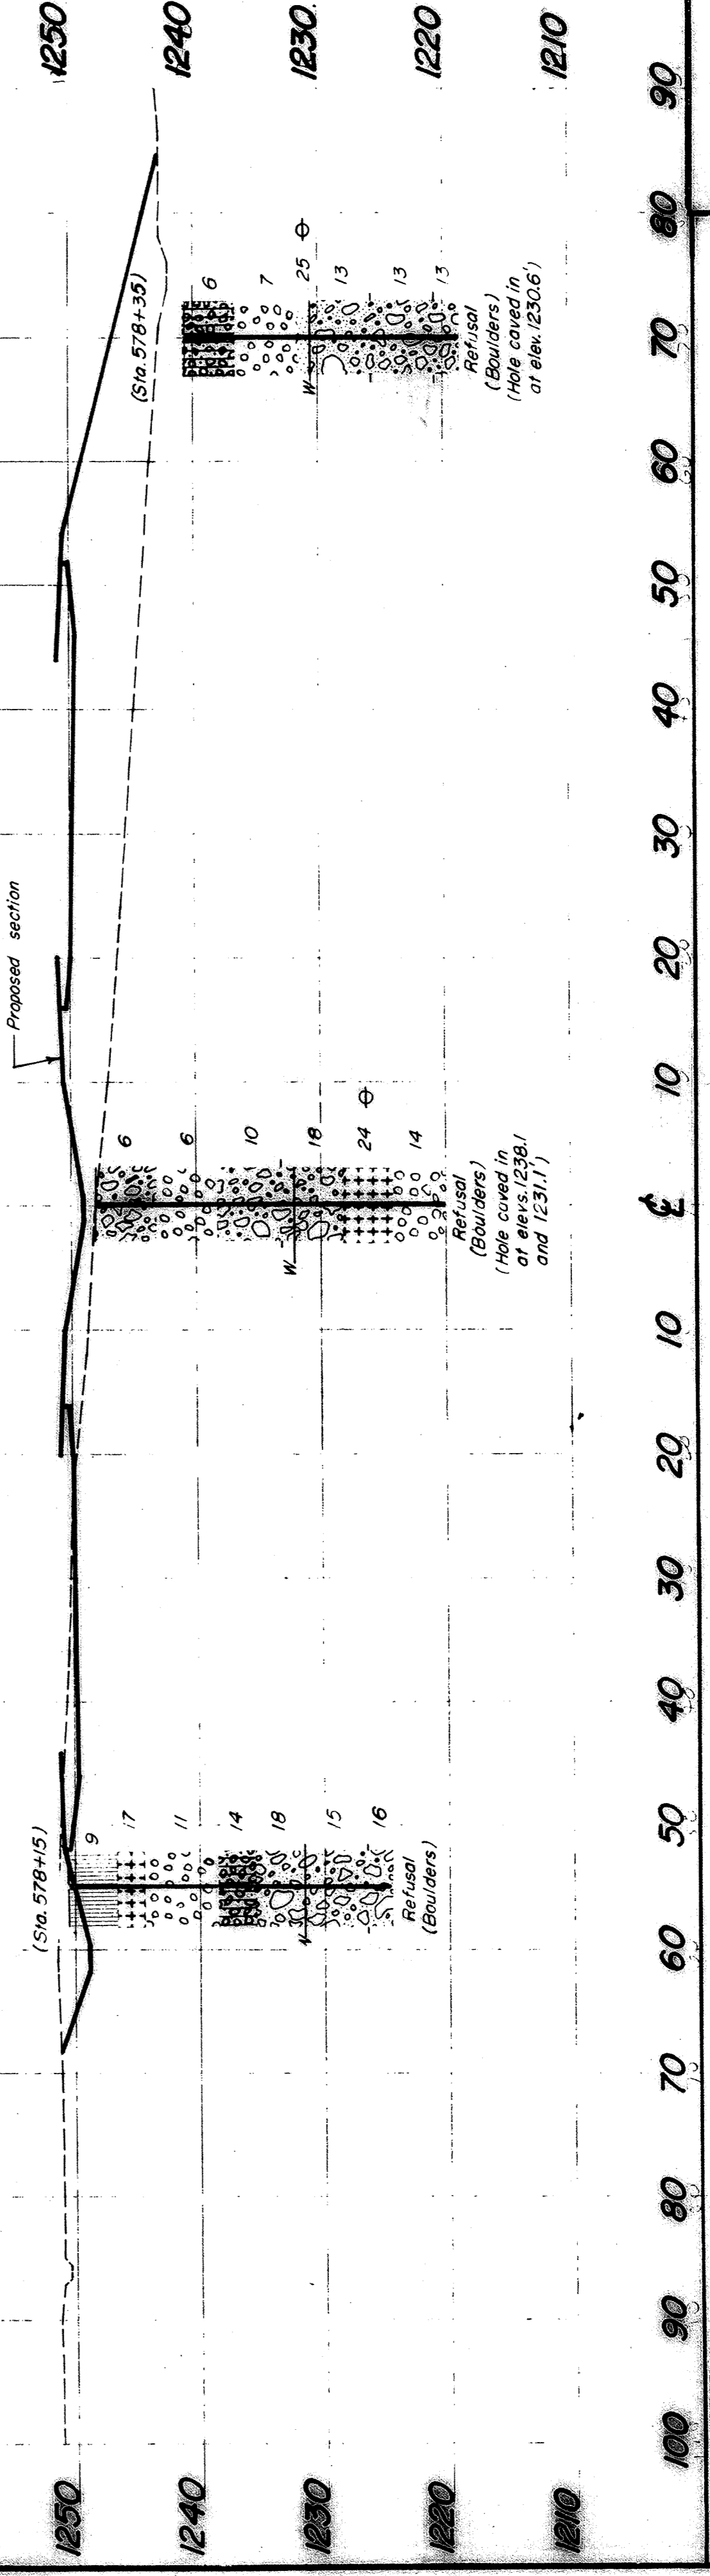 Proposed section
(Sta. 578+15)
(Sta. 578+35)
1250
1240
1230
1220
1210
9
17
11
14
18
15
16
Refusal
(Boulders)
W
6
6
10
18
24
14
W
Refusal
(Boulders)
(Hole caved in
at elevs. 1238.1
and 1231.1')
6
7
25
13
13
13
W
Refusal
(Boulders)
(Hole caved in
at elev. 1230.6')
1250
1240
1230.
1220
1210
100 90 80 70 60 50 40 30 20 10 ℄ 10 20 30 40 50 60 70 80 90